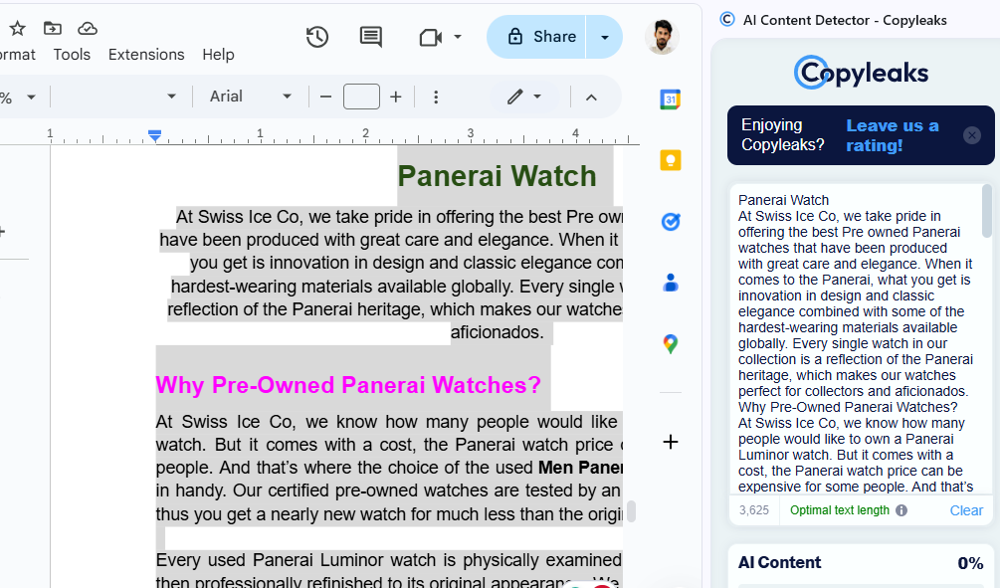 AI Content Detector - Copyleaks
ormat Tools Extensions Help
Share
% Arial
1 1 2 3 4
31
Panerai Watch
At Swiss Ice Co, we take pride in offering the best Pre own
have been produced with great care and elegance. When it
you get is innovation in design and classic elegance com
hardest-wearing materials available globally. Every single w
reflection of the Panerai heritage, which makes our watche
aficionados.
Why Pre-Owned Panerai Watches?
At Swiss Ice Co, we know how many people would like
watch. But it comes with a cost, the Panerai watch price
people. And that's where the choice of the used Men Paner
in handy. Our certified pre-owned watches are tested by an
thus you get a nearly new watch for much less than the origi
Every used Panerai Luminor watch is physically examined
then professionally refinished to its original appearance. We
Copyleaks
Enjoying
Copyleaks?
Leave us a
rating!
Panerai Watch
At Swiss Ice Co, we take pride in
offering the best Pre owned Panerai
watches that have been produced
with great care and elegance. When it
comes to the Panerai, what you get is
innovation in design and classic
elegance combined with some of the
hardest-wearing materials available
globally. Every single watch in our
collection is a reflection of the Panerai
heritage, which makes our watches
perfect for collectors and aficionados.
Why Pre-Owned Panerai Watches?
At Swiss Ice Co, we know how many
people would like to own a Panerai
Luminor watch. But it comes with a
cost, the Panerai watch price can be
expensive for some people. And that's
3,625 Optimal text length Clear
AI Content 0%